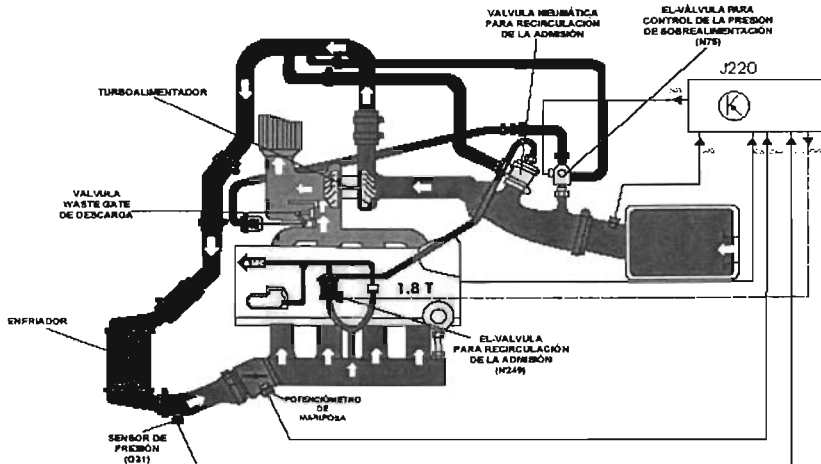 VALVULA NEUMÁTICA
PARA RECIRCULACIÓN
DE LA ADMISIÓN
EL-VÁLVULA PARA
CONTROL DE LA PRESIÓN
DE SOBREALIMENTACIÓN
(N75)
J220
TURBOALIMENTADOR
VALVULA
WASTE GATE
DE DESCARGA
1.8 T
ENFRIADOR
EL-VALVULA
PARA RECIRCULACIÓN
DE LA ADMISIÓN
(N249)
POTENCIÓMETRO
DE
MARIPOSA
SENSOR DE
PRESIÓN
(G31)